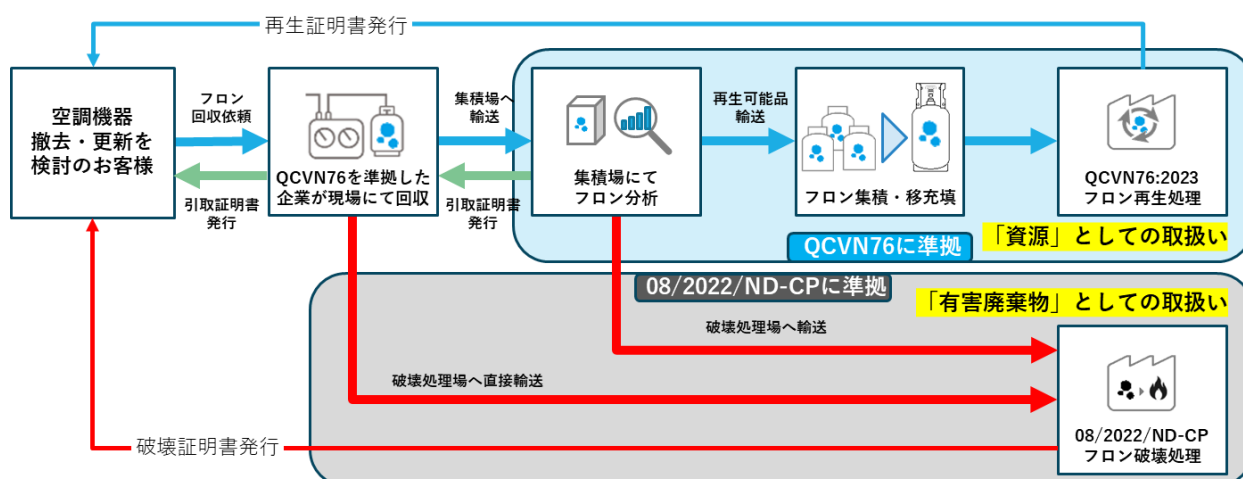 再生証明書発行
空調機器
撤去・更新を
検討のお客様
フロン
回収依頼
引取証明書
発行
QCVN76を準拠した
企業が現場にて回収
集積場へ
輸送
引取証明書
発行
集積場にて
フロン分析
再生可能品
輸送
フロン集積・移充填
QCVN76:2023
フロン再生処理
「資源」としての取扱い
QCVN76に準拠
08/2022/ND-CPに準拠
「有害廃棄物」としての取扱い
破壊処理場へ輸送
破壊処理場へ直接輸送
08/2022/ND-CP
フロン破壊処理
破壊証明書発行